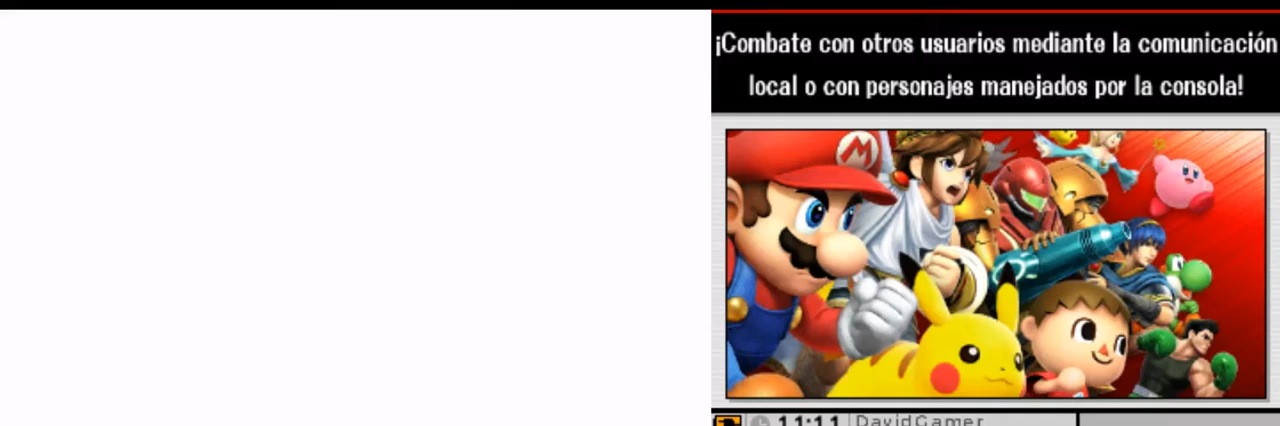 ¡Combate con otros usuarios mediante la comunicación
local o con personajes manejados por la consola!
M
11:11 DavidGamer